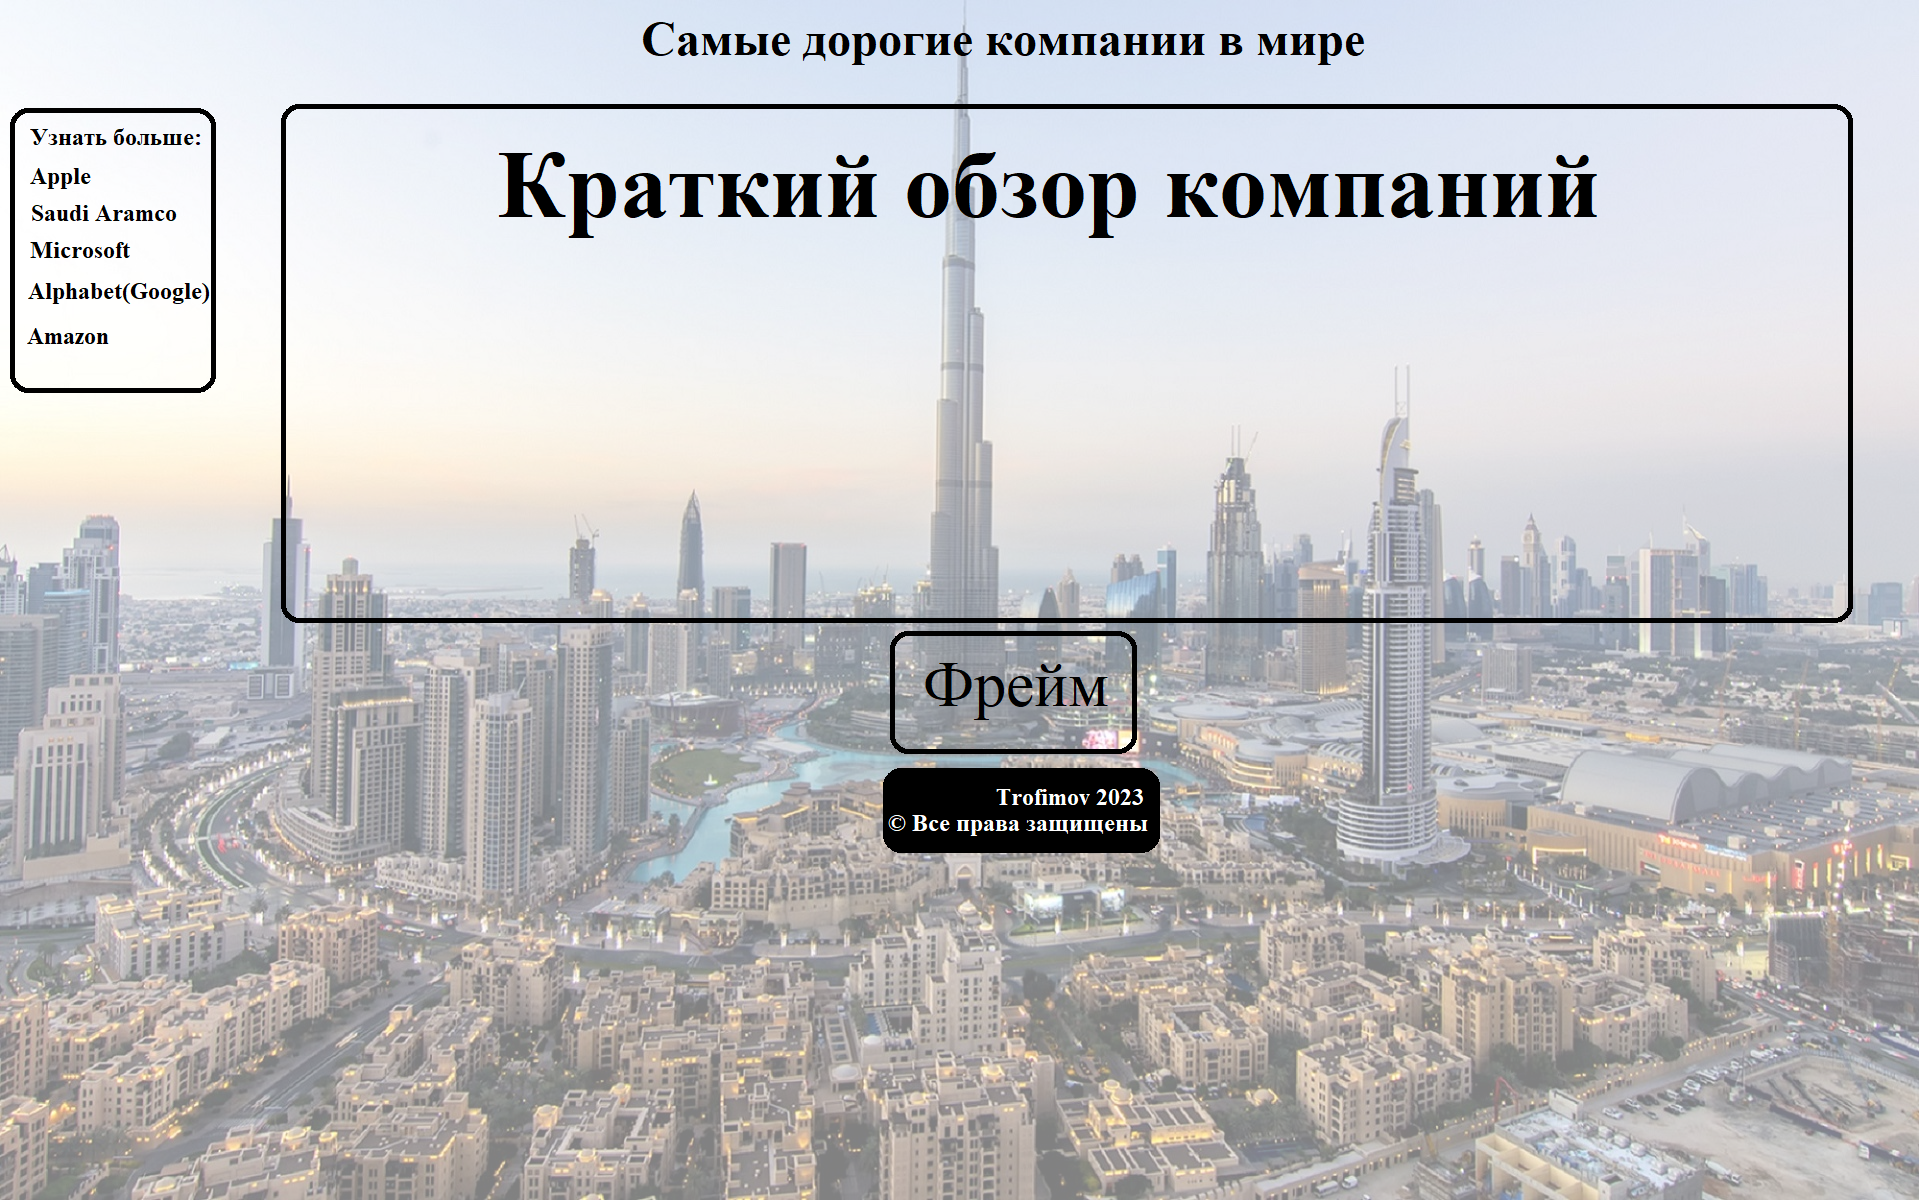 Самые дорогие компании в мире
Узнать больше:
Apple
Saudi Aramco
Microsoft
Alphabet(Google)
Amazon
Краткий обзор компаний
Фрейм
Trofimov 2023
© Все права защищены